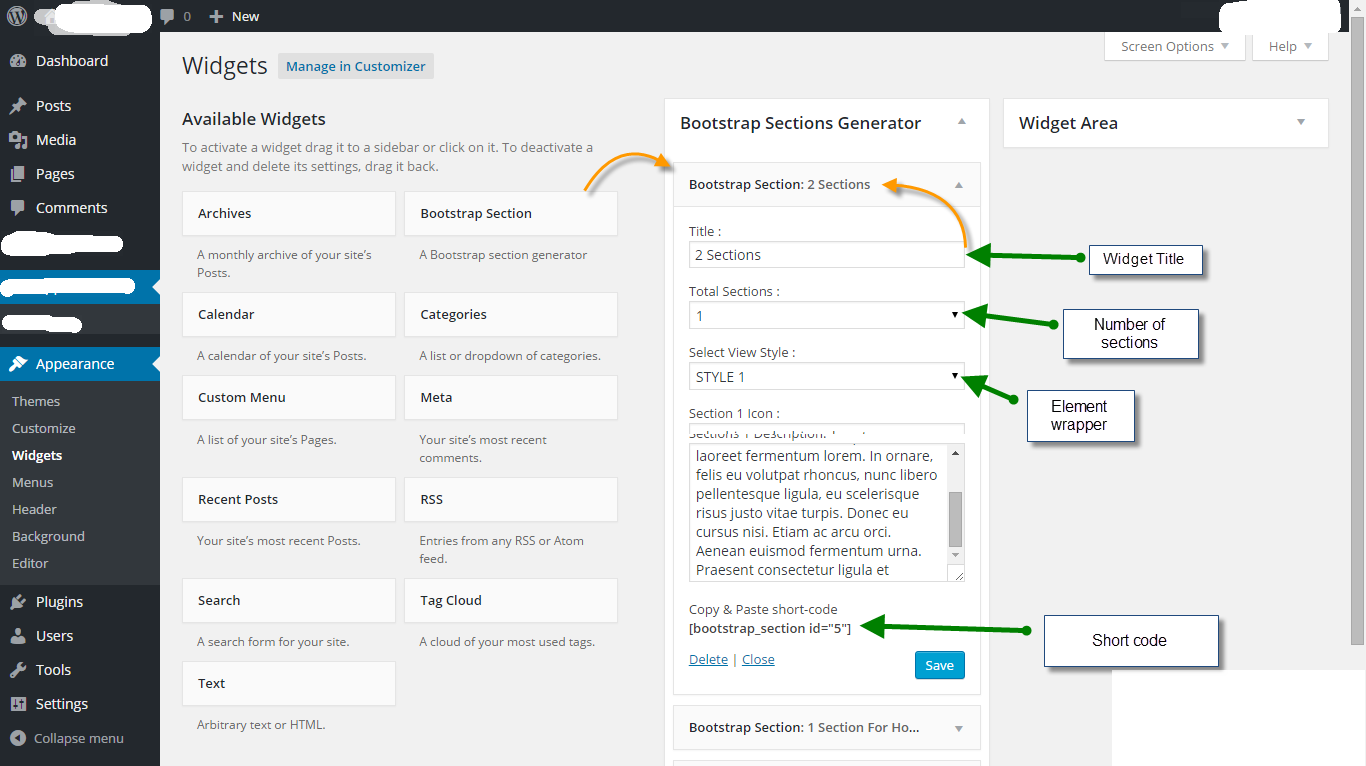 0
New
Screen Options
Help
Dashboard
Posts
Media
Pages
Comments
Appearance
Themes
Customize
Widgets
Menus
Header
Background
Editor
Plugins
Users
Tools
Settings
Collapse menu
Widgets
Manage in Customizer
Available Widgets
To activate a widget drag it to a sidebar or click on it. To deactivate a
widget and delete its settings, drag it back.
Archives
A monthly archive of your site’s
Posts.
Bootstrap Section
A Bootstrap section generator
Calendar
A calendar of your site’s Posts.
Categories
A list or dropdown of categories.
Custom Menu
A list of your site’s Pages.
Meta
Your site’s most recent
comments.
Recent Posts
Your site’s most recent Posts.
RSS
Entries from any RSS or Atom
feed.
Search
A search form for your site.
Tag Cloud
A cloud of your most used tags.
Text
Arbitrary text or HTML.
Bootstrap Sections Generator
Bootstrap Section: 2 Sections
Title :
2 Sections
Total Sections :
1
Select View Style :
STYLE 1
Section 1 Icon :
Sections 1 Description:
laoreet fermentum lorem. In ornare,
felis eu volutpat rhoncus, nunc libero
pellentesque ligula, eu scelerisque
risus justo vitae turpis. Donec eu
cursus nisi. Etiam ac arcu orci.
Aenean euismod fermentum urna.
Praesent consectetur ligula et
Copy & Paste short-code
[bootstrap_section id="5"]
Delete | Close
Save
Bootstrap Section: 1 Section For Ho...
Widget Area
Widget Title
Number of
sections
Element
wrapper
Short code